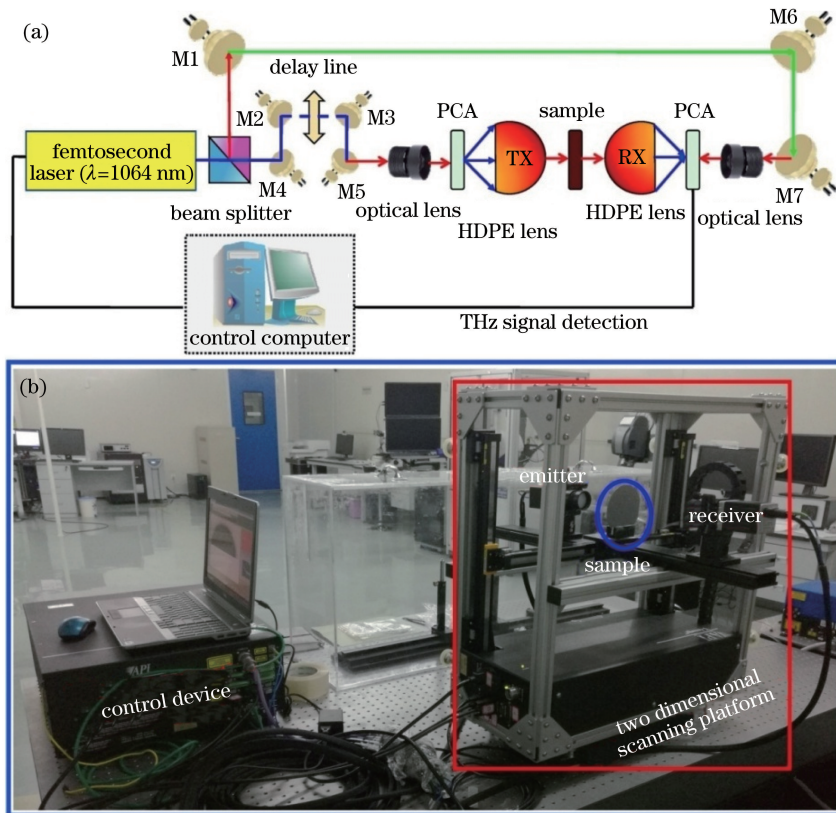 (a)
M1
M6
delay line
M2
M3
PCA
sample
PCA
femtosecond
laser (λ=1064 nm)
TX
RX
M4
M5
M7
beam splitter
optical lens
HDPE lens
HDPE lens
optical lens
control computer
THz signal detection
(b)
emitter
receiver
sample
API
control device
two dimensional
scanning platform